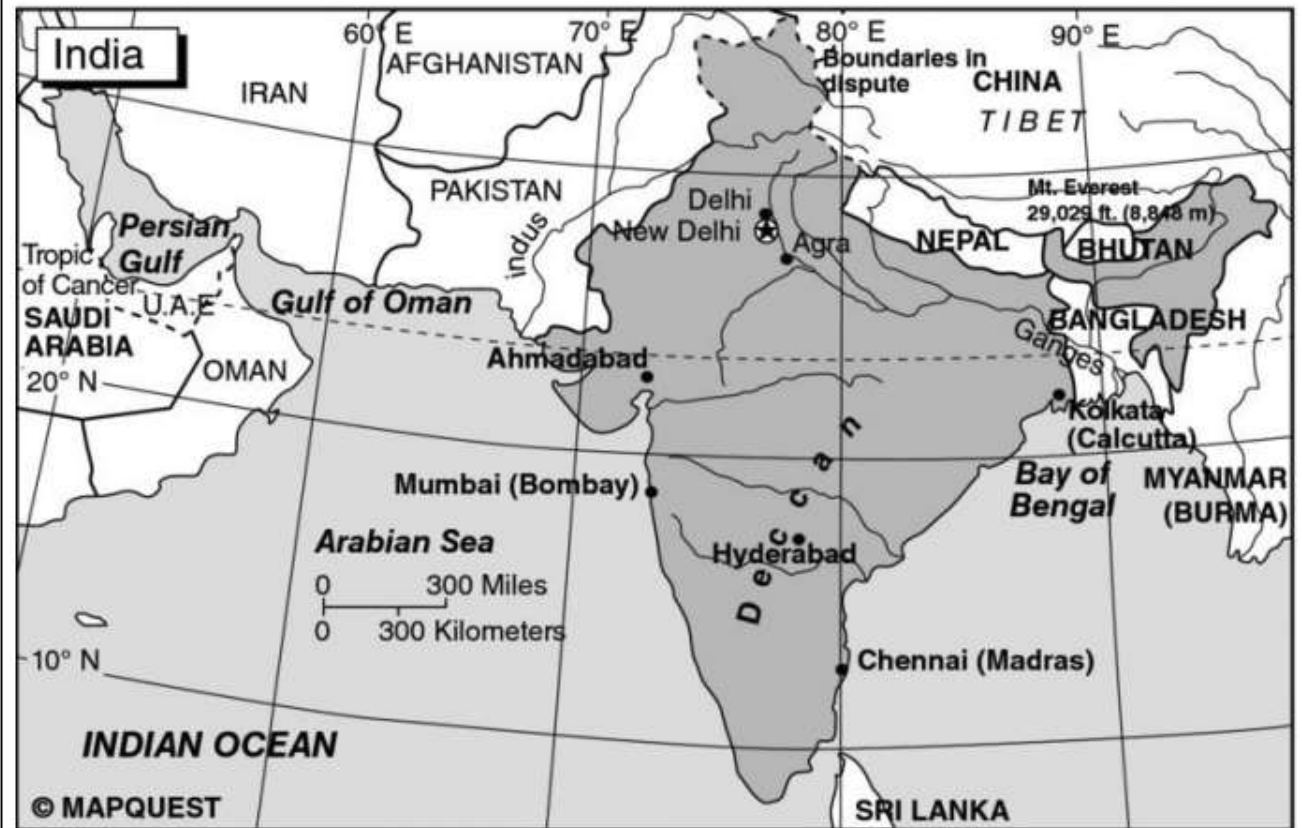 India
60° E
70° E
80° E
90° E
AFGHANISTAN
Boundaries in
dispute
CHINA
TIBET
IRAN
PAKISTAN
Indus
Delhi
New Delhi
Agra
Mt. Everest
29,029 ft. (8,848 m)
NEPAL
BHUTAN
Persian
Gulf
Tropic
of Cancer
U.A.E
SAUDI
ARABIA
Gulf of Oman
OMAN
20° N
BANGLADESH
Ganges
Ahmadabad
Kolkata
(Calcutta)
Deccan
Mumbai (Bombay)
Bay of
Bengal
MYANMAR
(BURMA)
Arabian Sea
0 300 Miles
0 300 Kilometers
Hyderabad
10° N
Chennai (Madras)
INDIAN OCEAN
© MAPQUEST
SRI LANKA